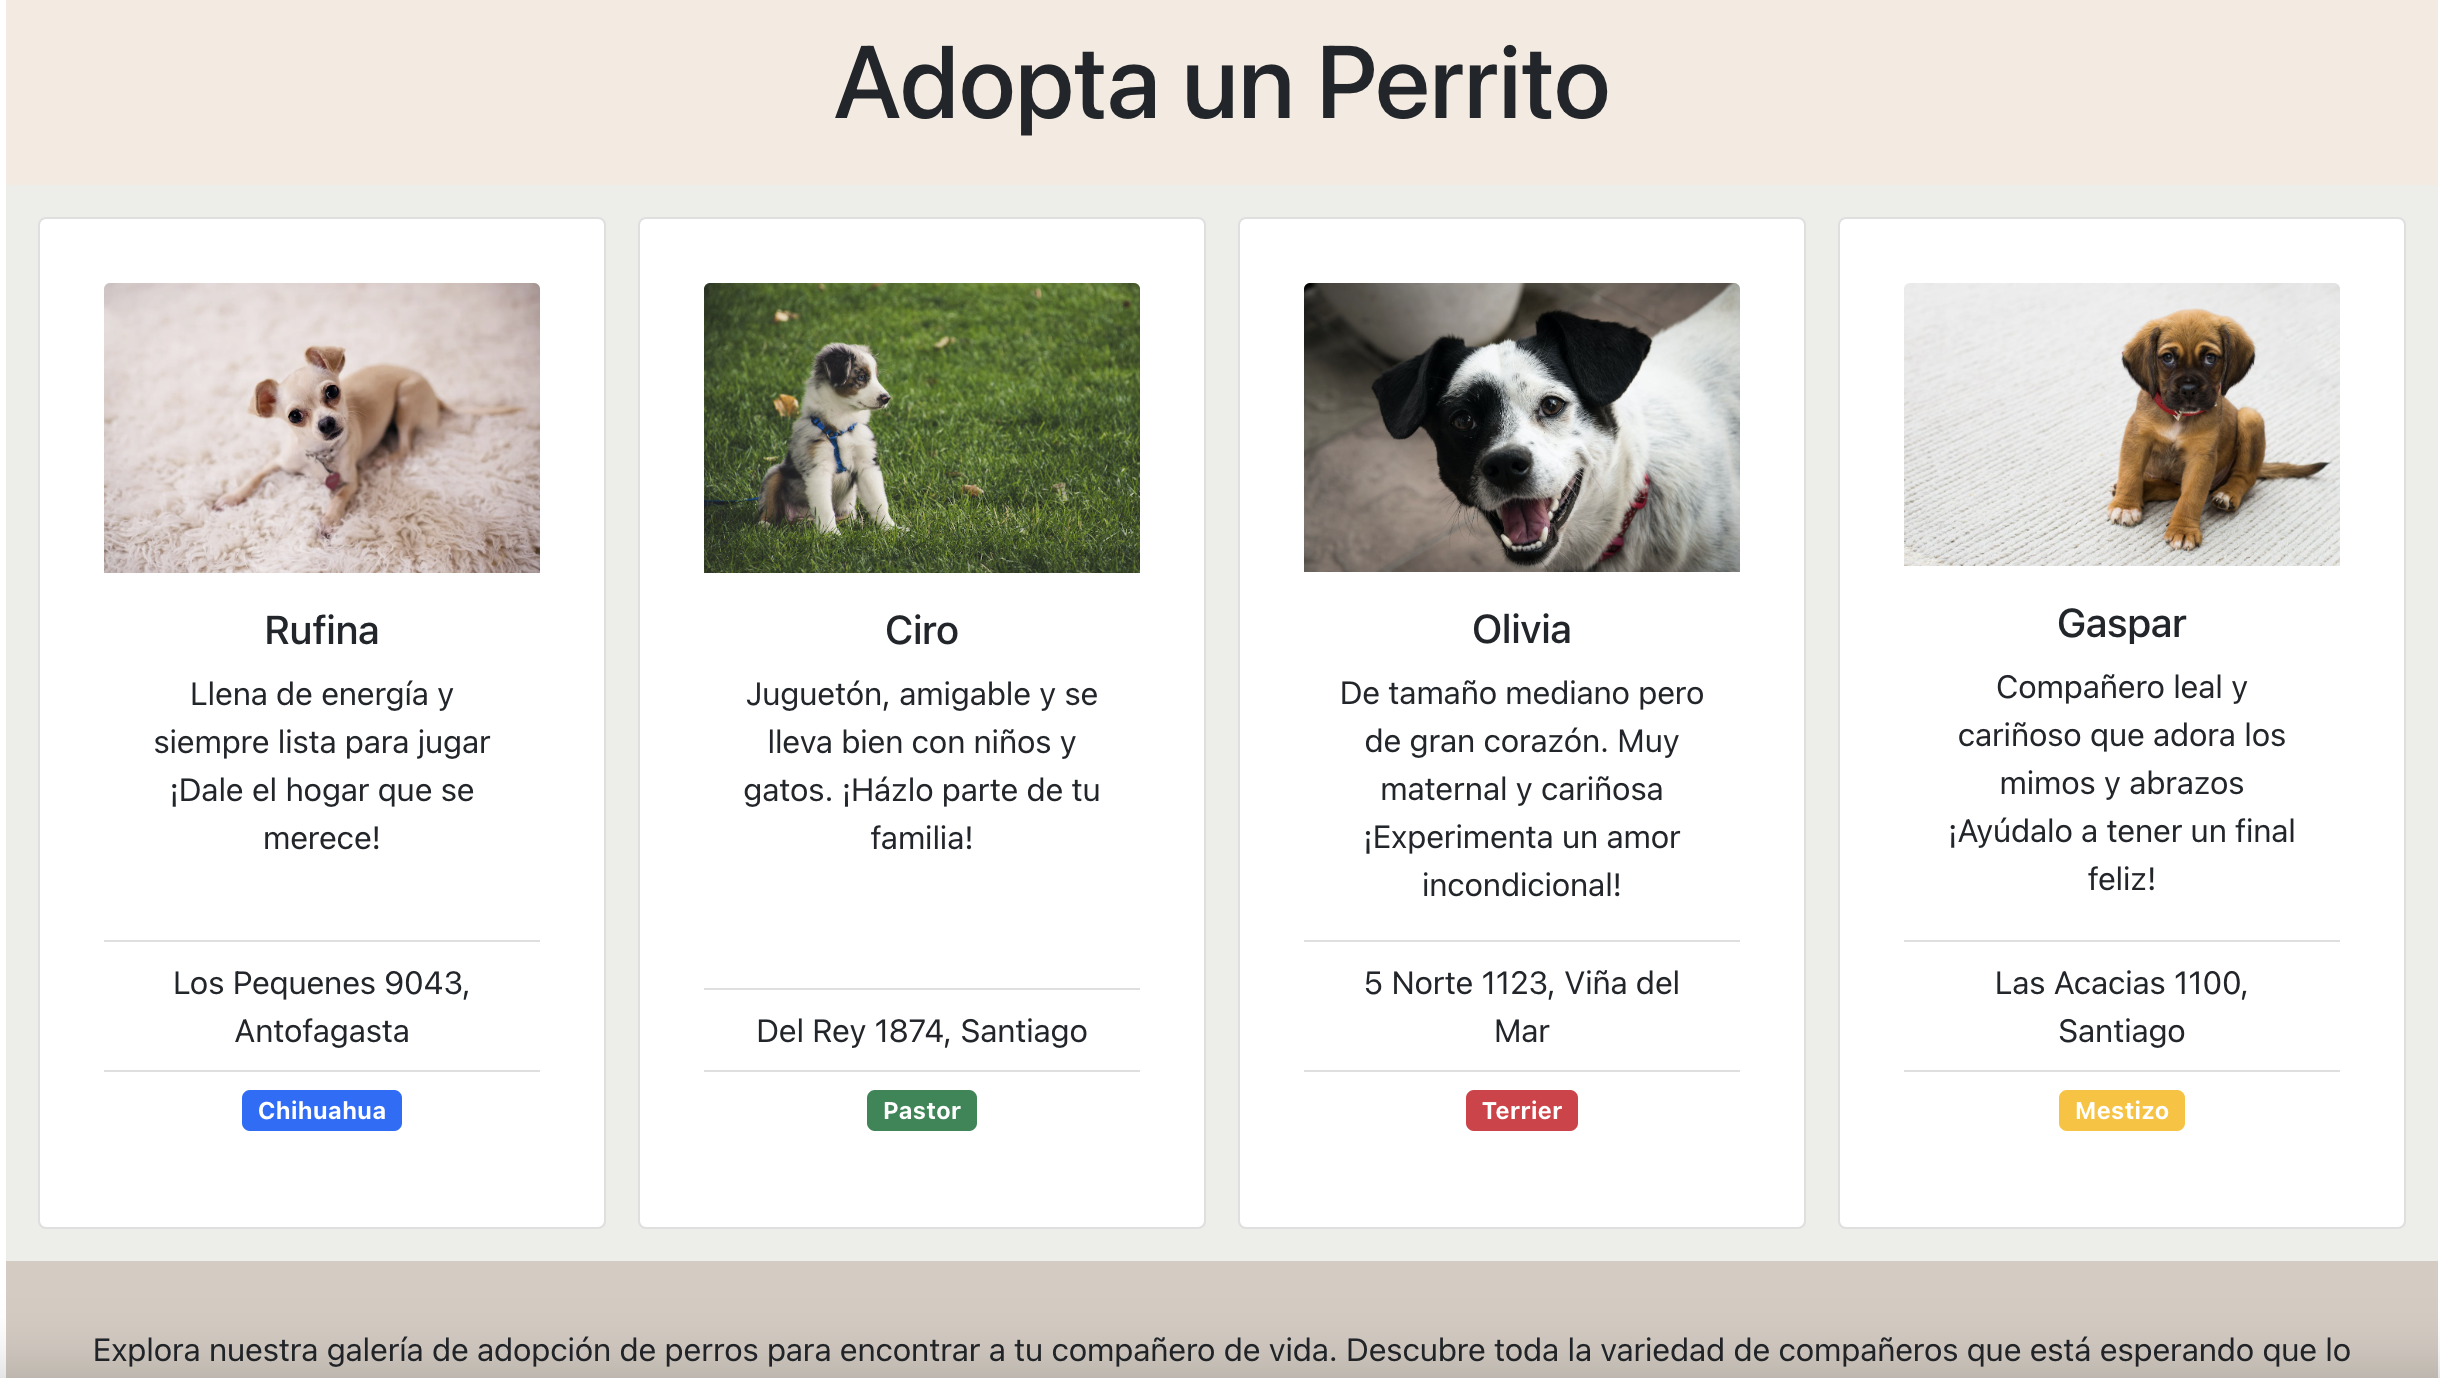 Adopta un Perrito
Rufina
Llena de energía y
siempre lista para jugar
¡Dale el hogar que se
merece!
Los Pequenes 9043,
Antofagasta
Chihuahua
Ciro
Juguetón, amigable y se
lleva bien con niños y
gatos. ¡Házlo parte de tu
familia!
Del Rey 1874, Santiago
Pastor
Olivia
De tamaño mediano pero
de gran corazón. Muy
maternal y cariñosa
¡Experimenta un amor
incondicional!
5 Norte 1123, Viña del
Mar
Terrier
Gaspar
Compañero leal y
cariñoso que adora los
mimos y abrazos
¡Ayúdalo a tener un final
feliz!
Las Acacias 1100,
Santiago
Mestizo
Explora nuestra galería de adopción de perros para encontrar a tu compañero de vida. Descubre toda la variedad de compañeros que está esperando que lo